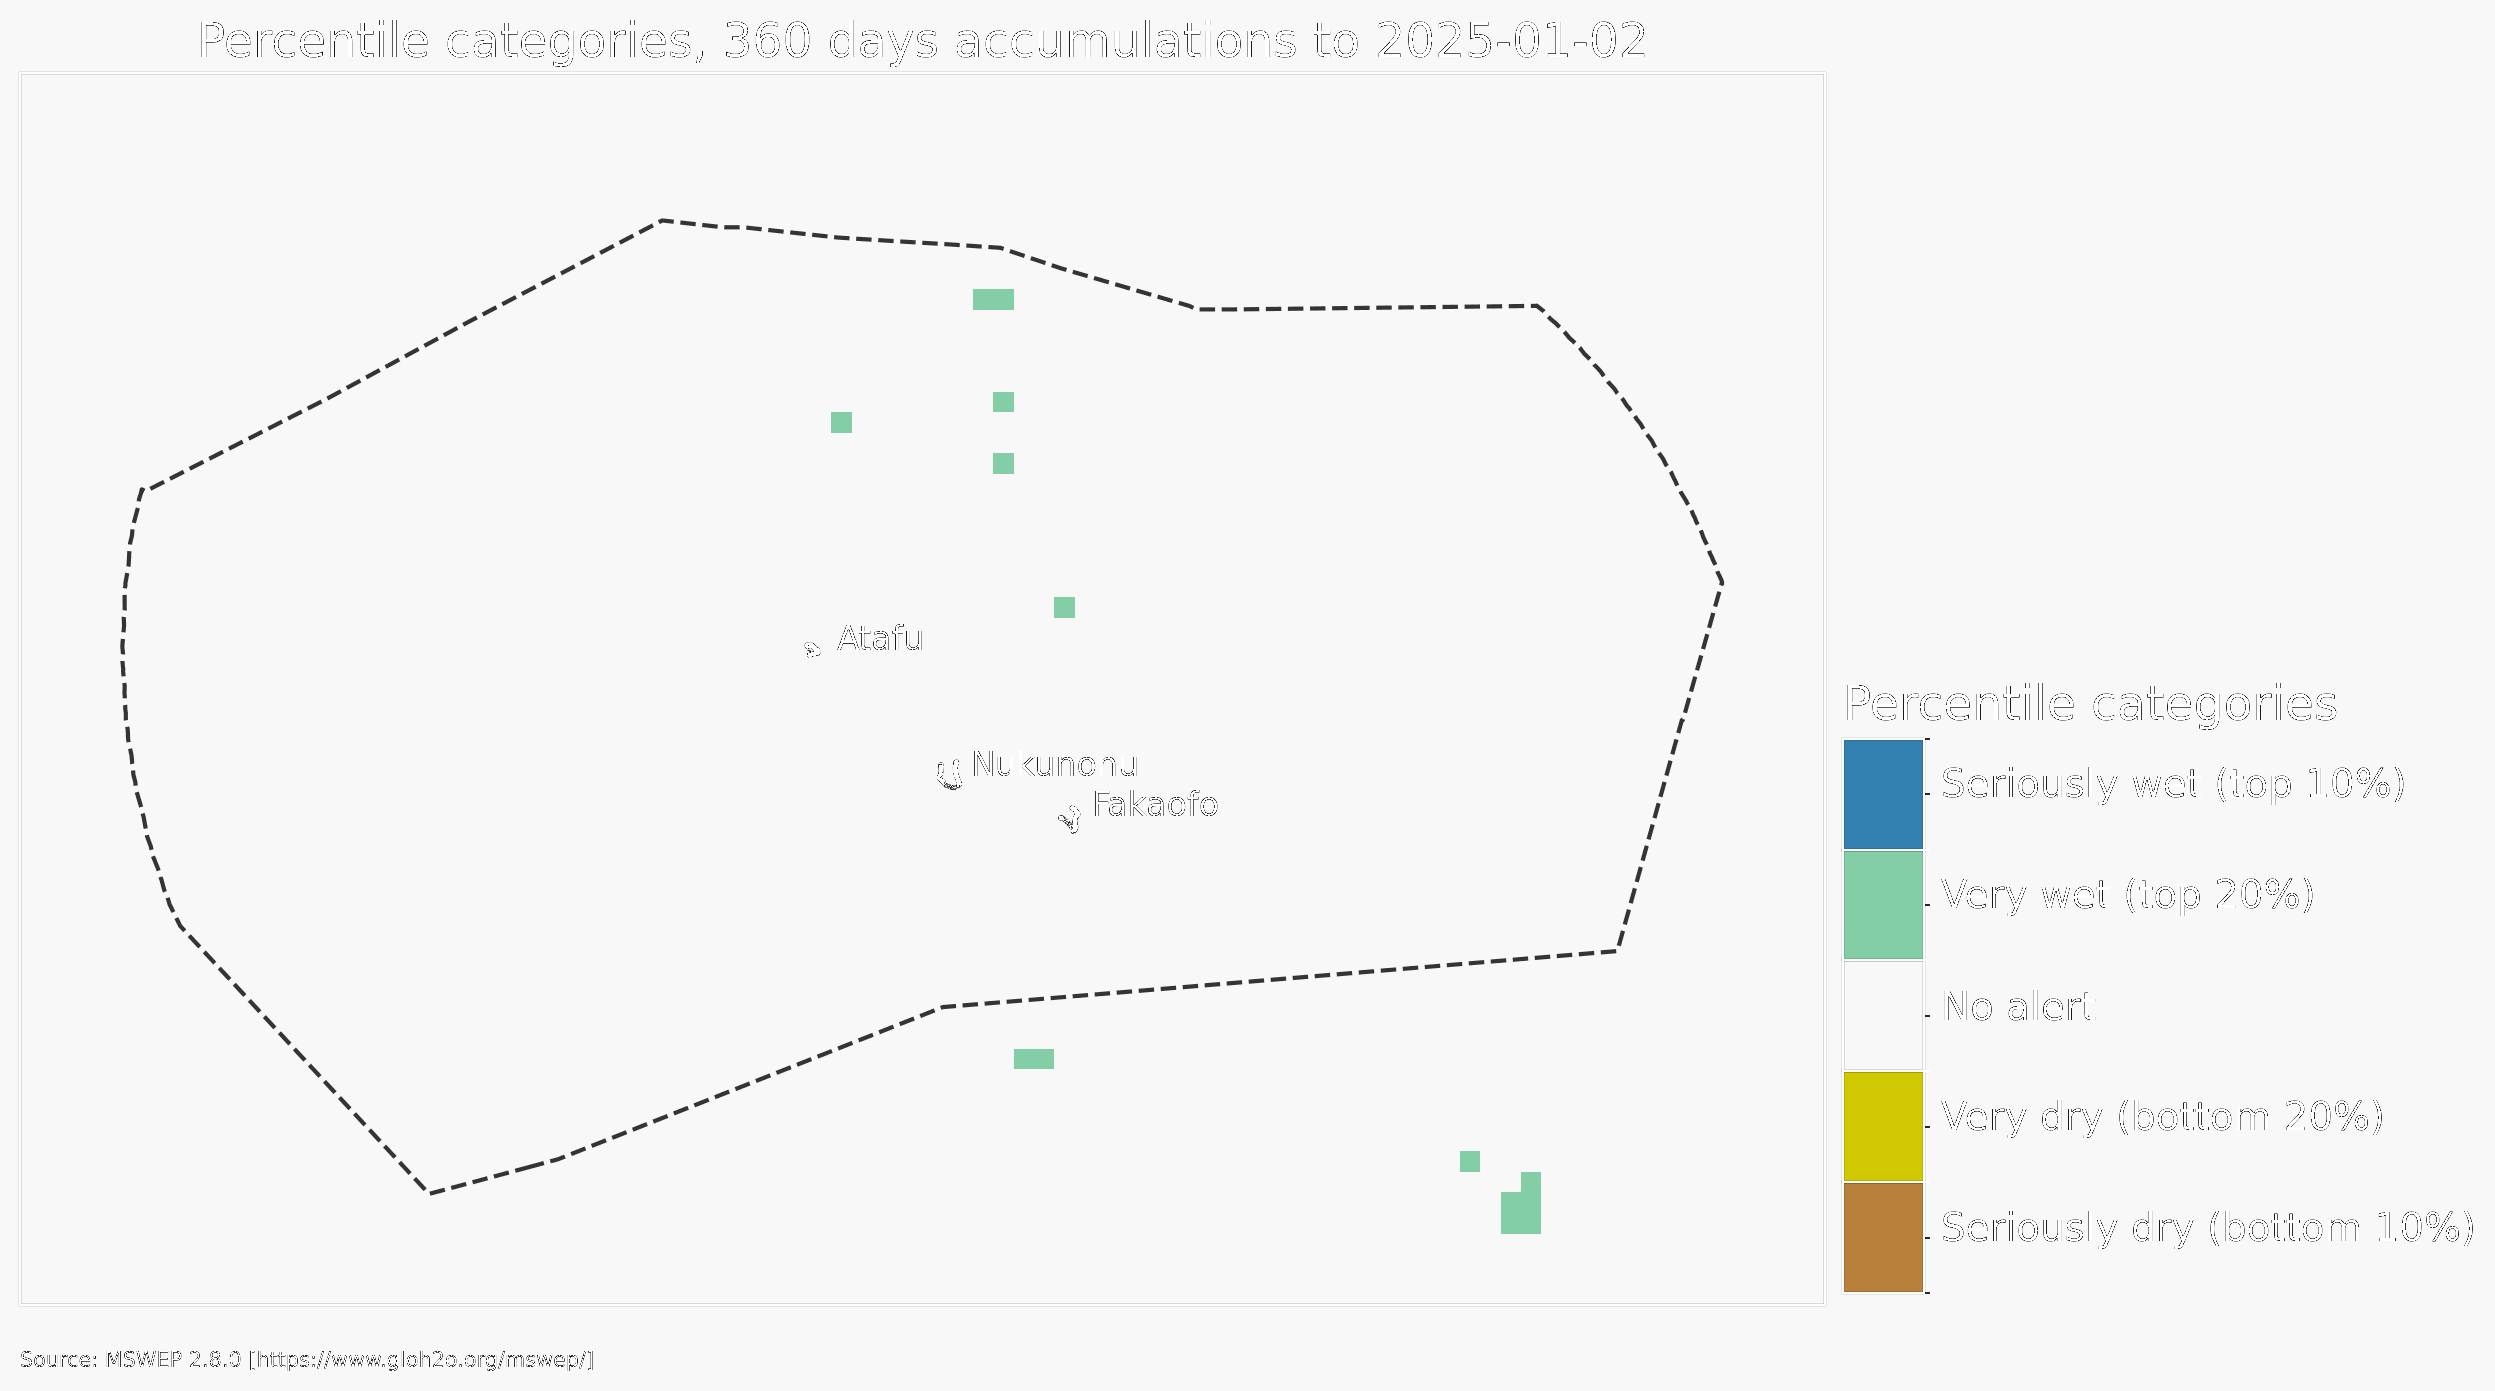 Percentile categories, 360 days accumulations to 2025-01-02
Atafu
Nukunonu
Fakaofo
Percentile categories
Seriously wet (top 10%)
Very wet (top 20%)
No alert
Very dry (bottom 20%)
Seriously dry (bottom 10%)
Source: MSWEP 2.8.0 [https://www.gloh2o.org/mswep/]